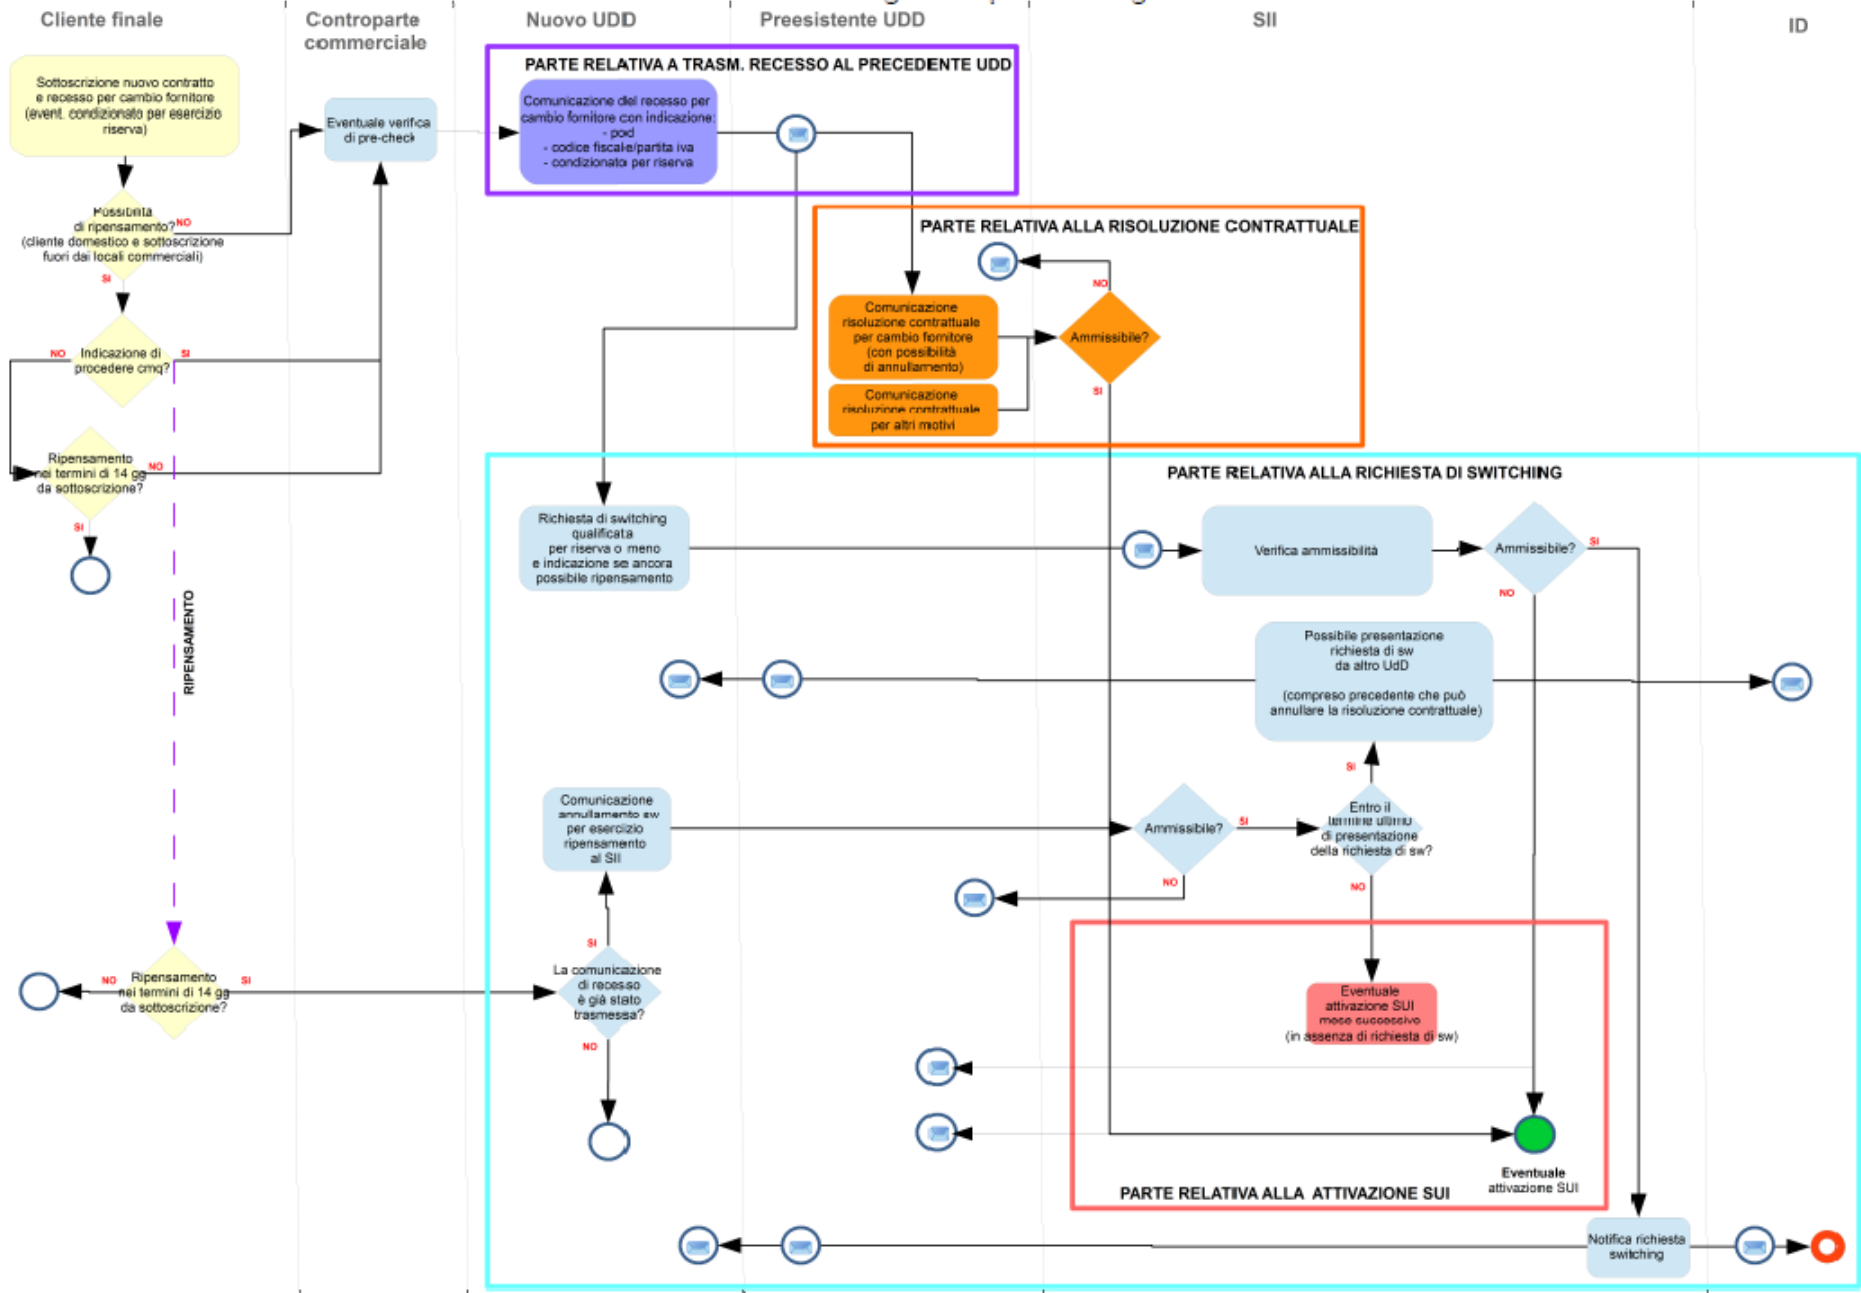 Cliente finale
Controparte
commerciale
Nuovo UDD
Preesistente UDD
SII
ID
PARTE RELATIVA A TRASM. RECESSO AL PRECEDENTE UDD
Sottoscrizione nuovo contratto
e recesso per cambio fornitore
(event. condizionato per esercizio
riserva)
Eventuale verifica
di pre-check
Comunicazione del recesso per
cambio fornitore con indicazione:
- pod
- codice fiscale/partita iva
- condizionato per riserva
Possibilità
di ripensamento?
(cliente domestico e sottoscrizione
fuori dai locali commerciali)
NO
SI
PARTE RELATIVA ALLA RISOLUZIONE CONTRATTUALE
NO
Comunicazione
risoluzione contrattuale
per cambio fornitore
(con possibilità
di annullamento)
Ammissibile?
SI
Comunicazione
risoluzione contrattuale
per altri motivi
NO
Indicazione di
procedere cmq?
SI
Ripensamento
nei termini di 14 gg
da sottoscrizione?
NO
SI
RIPENSAMENTO
PARTE RELATIVA ALLA RICHIESTA DI SWITCHING
Richiesta di switching
qualificata
per riserva o meno
e indicazione se ancora
possibile ripensamento
Verifica ammissibilità
Ammissibile?
SI
NO
Possibile presentazione
richiesta di sw
da altro UdD
(compreso precedente che può
annullare la risoluzione contrattuale)
SI
Comunicazione
annullamento sw
per esercizio
ripensamento
al SII
Ammissibile?
SI
NO
Entro il
termine ultimo
di presentazione
della richiesta di sw?
NO
SI
La comunicazione
di recesso
è già stato
trasmessa?
NO
NO
Ripensamento
nei termini di 14 gg
da sottoscrizione?
SI
Eventuale
attivazione SUI
mese successivo
(in assenza di richiesta di sw)
Eventuale
attivazione SUI
PARTE RELATIVA ALLA ATTIVAZIONE SUI
Notifica richiesta
switching